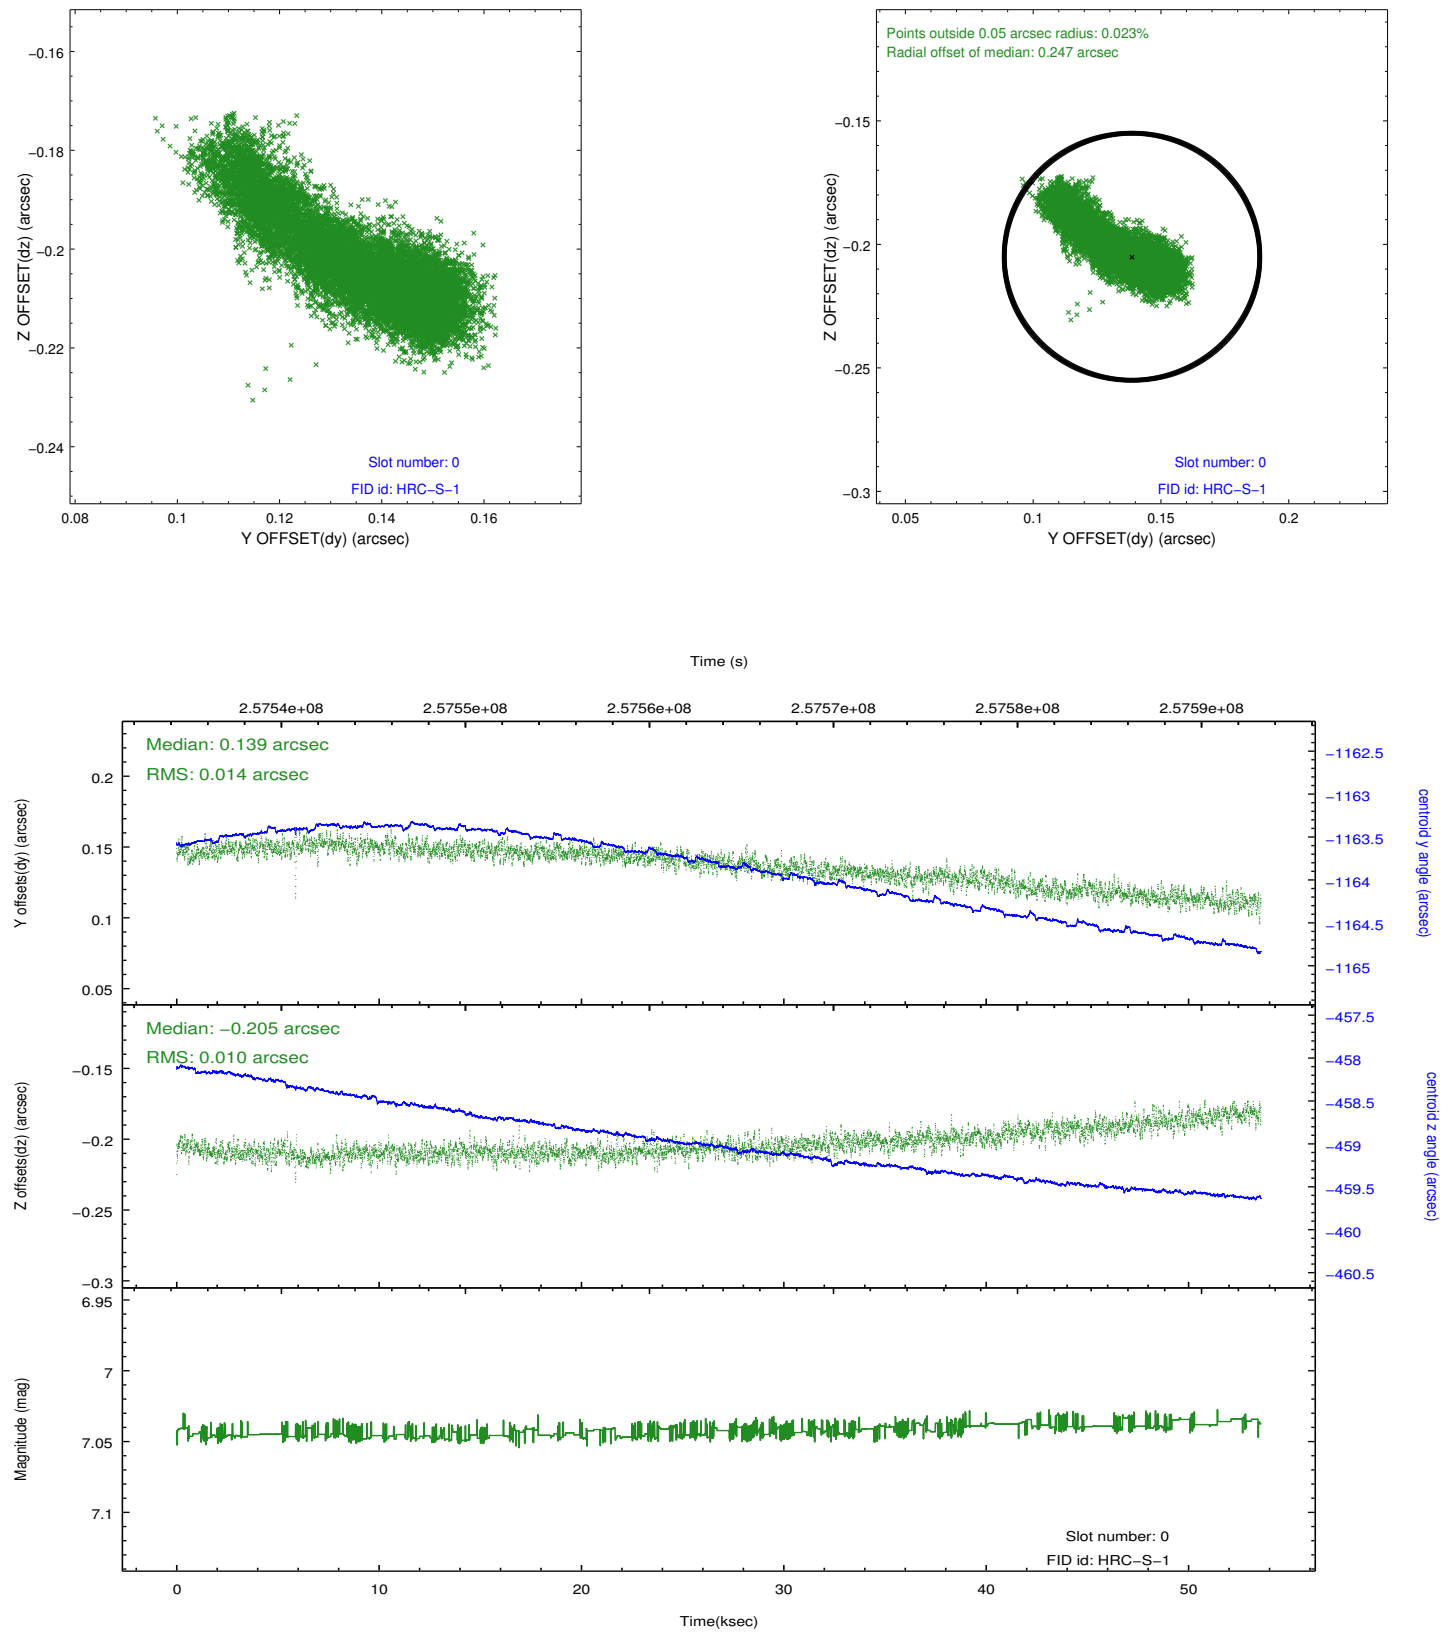 −0.16
−0.18
−0.2
−0.22
−0.24
Z OFFSET(dz) (arcsec)
Slot number: 0
FID id: HRC−S−1
0.08 0.1 0.12 0.14 0.16
Y OFFSET(dy) (arcsec)
Points outside 0.05 arcsec radius: 0.023%
Radial offset of median: 0.247 arcsec
−0.15
−0.2
−0.25
−0.3
Z OFFSET(dz) (arcsec)
Slot number: 0
FID id: HRC−S−1
0.05 0.1 0.15 0.2
Y OFFSET(dy) (arcsec)
Time (s)
2.5754e+08 2.5755e+08 2.5756e+08 2.5757e+08 2.5758e+08 2.5759e+08
Median: 0.139 arcsec
RMS: 0.014 arcsec
0.2
0.15
0.1
0.05
Y offsets(dy) (arcsec)
−1162.5
−1163
−1163.5
−1164
−1164.5
−1165
centroid y angle (arcsec)
Median: −0.205 arcsec
RMS: 0.010 arcsec
−0.15
−0.2
−0.25
−0.3
Z offsets(dz) (arcsec)
−457.5
−458
−458.5
−459
−459.5
−460
−460.5
centroid z angle (arcsec)
6.95
7
7.05
7.1
Magnitude (mag)
Slot number: 0
FID id: HRC−S−1
0 10 20 30 40 50
Time(ksec)